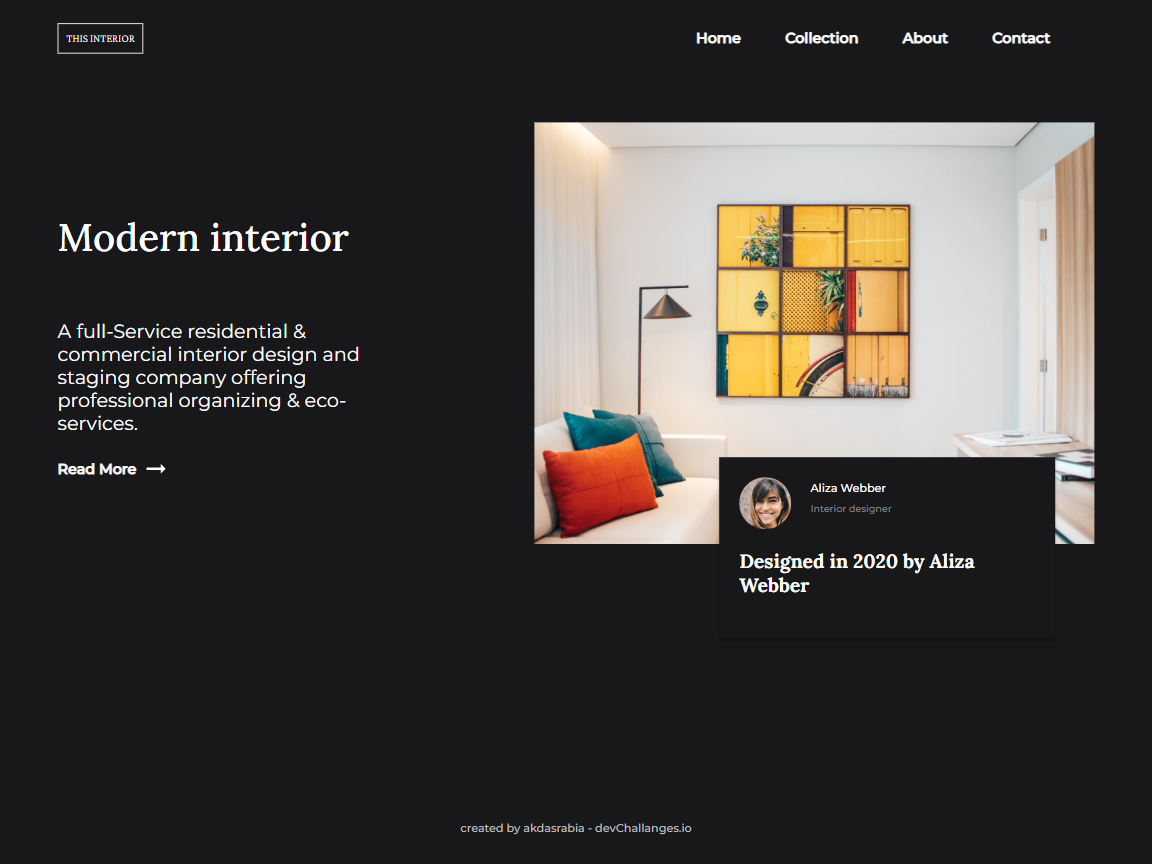 THIS INTERIOR
Home Collection About Contact
Modern interior
A full-Service residential &
commercial interior design and
staging company offering
professional organizing & eco-
services.
Read More
Aliza Webber
Interior designer
Designed in 2020 by Aliza
Webber
created by akdasrabia - devChallanges.io